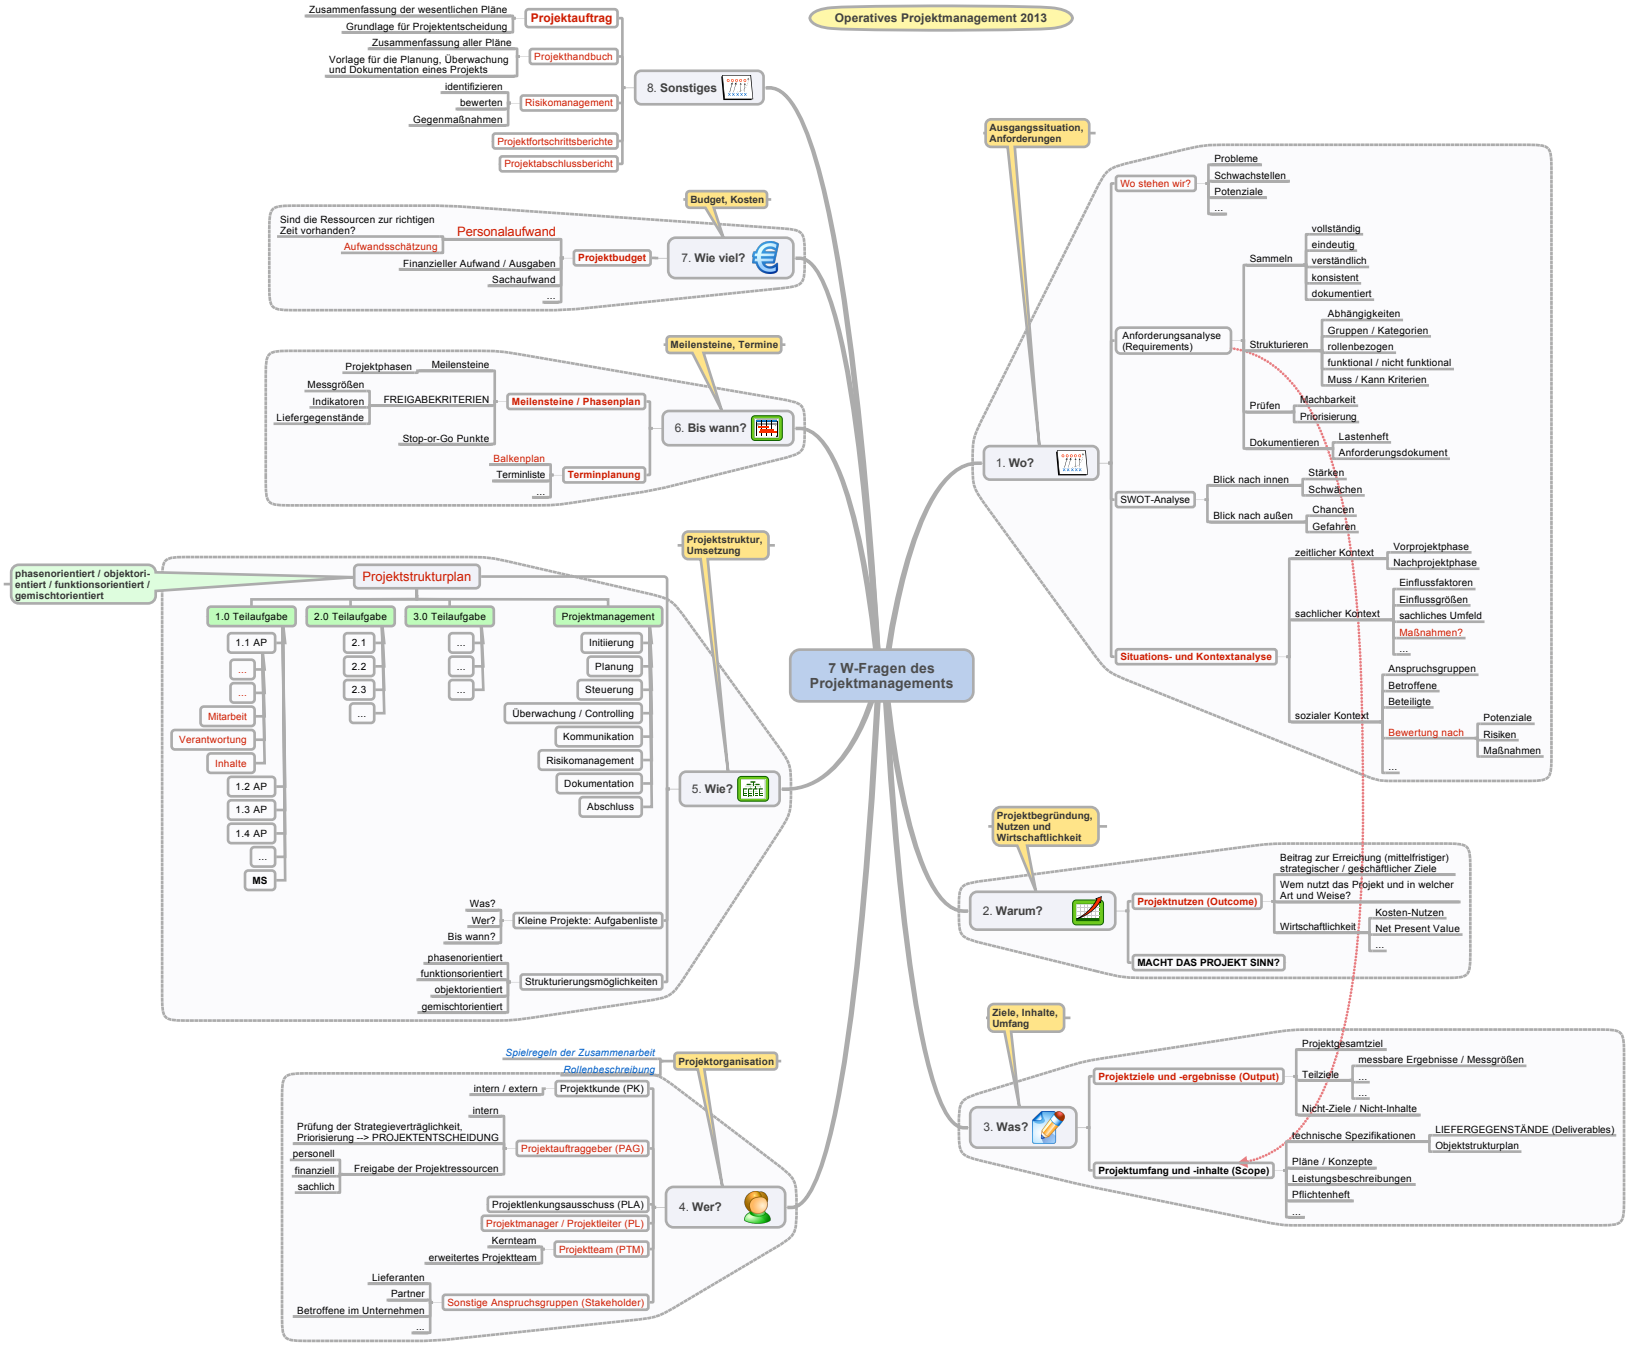 Operatives Projektmanagement 2013
7 W-Fragen des
Projektmanagements
Ausgangssituation,
Anforderungen
1. Wo?
Wo stehen wir?
Probleme
Schwachstellen
Potenziale
...
Anforderungsanalyse
(Requirements)
Sammeln
vollständig
eindeutig
verständlich
konsistent
dokumentiert
Strukturieren
Abhängigkeiten
Gruppen / Kategorien
rollenbezogen
funktional / nicht funktional
Muss / Kann Kriterien
Prüfen
Machbarkeit
Priorisierung
Dokumentieren
Lastenheft
Anforderungsdokument
SWOT-Analyse
Blick nach innen
Stärken
Schwächen
Blick nach außen
Chancen
Gefahren
Situations- und Kontextanalyse
zeitlicher Kontext
Vorprojektphase
Nachprojektphase
sachlicher Kontext
Einflussfaktoren
Einflussgrößen
sachliches Umfeld
Maßnahmen?
...
sozialer Kontext
Anspruchsgruppen
Betroffene
Beteiligte
Bewertung nach
Potenziale
Risiken
Maßnahmen
...
Projektbegründung,
Nutzen und
Wirtschaftlichkeit
2. Warum?
Projektnutzen (Outcome)
Beitrag zur Erreichung (mittelfristiger)
strategischer / geschäftlicher Ziele
Wem nutzt das Projekt und in welcher
Art und Weise?
Wirtschaftlichkeit
Kosten-Nutzen
Net Present Value
...
MACHT DAS PROJEKT SINN?
Ziele, Inhalte,
Umfang
3. Was?
Projektziele und -ergebnisse (Output)
Projektgesamtziel
Teilziele
messbare Ergebnisse / Messgrößen
...
...
Nicht-Ziele / Nicht-Inhalte
Projektumfang und -inhalte (Scope)
technische Spezifikationen
LIEFERGEGENSTÄNDE (Deliverables)
Objektstrukturplan
Pläne / Konzepte
Leistungsbeschreibungen
Pflichtenheft
...
Projektorganisation
Spielregeln der Zusammenarbeit
Rollenbeschreibung
4. Wer?
Projektkunde (PK)
intern / extern
Projektauftraggeber (PAG)
intern
Prüfung der Strategieverträglichkeit,
Priorisierung --> PROJEKTENTSCHEIDUNG
Freigabe der Projektressourcen
personell
finanziell
sachlich
Projektlenkungsausschuss (PLA)
Projektmanager / Projektleiter (PL)
Projektteam (PTM)
Kernteam
erweitertes Projektteam
Sonstige Anspruchsgruppen (Stakeholder)
Lieferanten
Partner
Betroffene im Unternehmen
...
Projektstruktur,
Umsetzung
5. Wie?
Projektstrukturplan
phasenorientiert / objektori-
entiert / funktionsorientiert /
gemischtorientiert
1.0 Teilaufgabe
1.1 AP
...
...
Mitarbeit
Verantwortung
Inhalte
1.2 AP
1.3 AP
1.4 AP
...
MS
2.0 Teilaufgabe
2.1
2.2
2.3
...
3.0 Teilaufgabe
...
...
...
Projektmanagement
Initiierung
Planung
Steuerung
Überwachung / Controlling
Kommunikation
Risikomanagement
Dokumentation
Abschluss
Kleine Projekte: Aufgabenliste
Was?
Wer?
Bis wann?
Strukturierungsmöglichkeiten
phasenorientiert
funktionsorientiert
objektorientiert
gemischtorientiert
Meilensteine, Termine
6. Bis wann?
Meilensteine / Phasenplan
Meilensteine
Projektphasen
FREIGABEKRITERIEN
Messgrößen
Indikatoren
Liefergegenstände
Stop-or-Go Punkte
Terminplanung
Balkenplan
Terminliste
...
Budget, Kosten
7. Wie viel?
Projektbudget
Personalaufwand
Sind die Ressourcen zur richtigen
Zeit vorhanden?
Aufwandsschätzung
Finanzieller Aufwand / Ausgaben
Sachaufwand
...
8. Sonstiges
Projektauftrag
Zusammenfassung der wesentlichen Pläne
Grundlage für Projektentscheidung
Projekthandbuch
Zusammenfassung aller Pläne
Vorlage für die Planung, Überwachung
und Dokumentation eines Projekts
Risikomanagement
identifizieren
bewerten
Gegenmaßnahmen
Projektfortschrittsberichte
Projektabschlussbericht